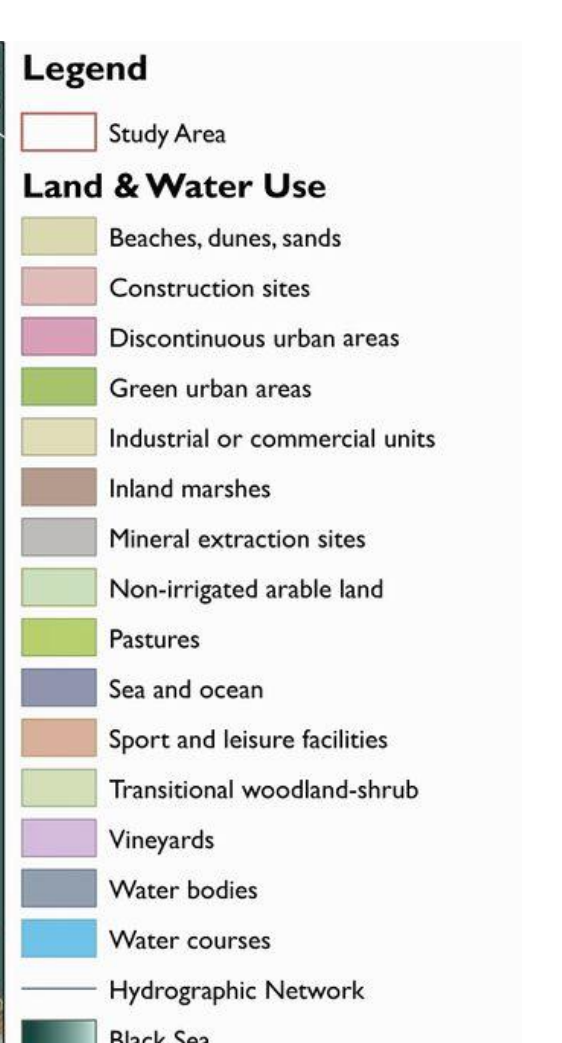 Legend
Study Area
Land & Water Use
Beaches, dunes, sands
Construction sites
Discontinuous urban areas
Green urban areas
Industrial or commercial units
Inland marshes
Mineral extraction sites
Non-irrigated arable land
Pastures
Sea and ocean
Sport and leisure facilities
Transitional woodland-shrub
Vineyards
Water bodies
Water courses
Hydrographic Network
Black Sea